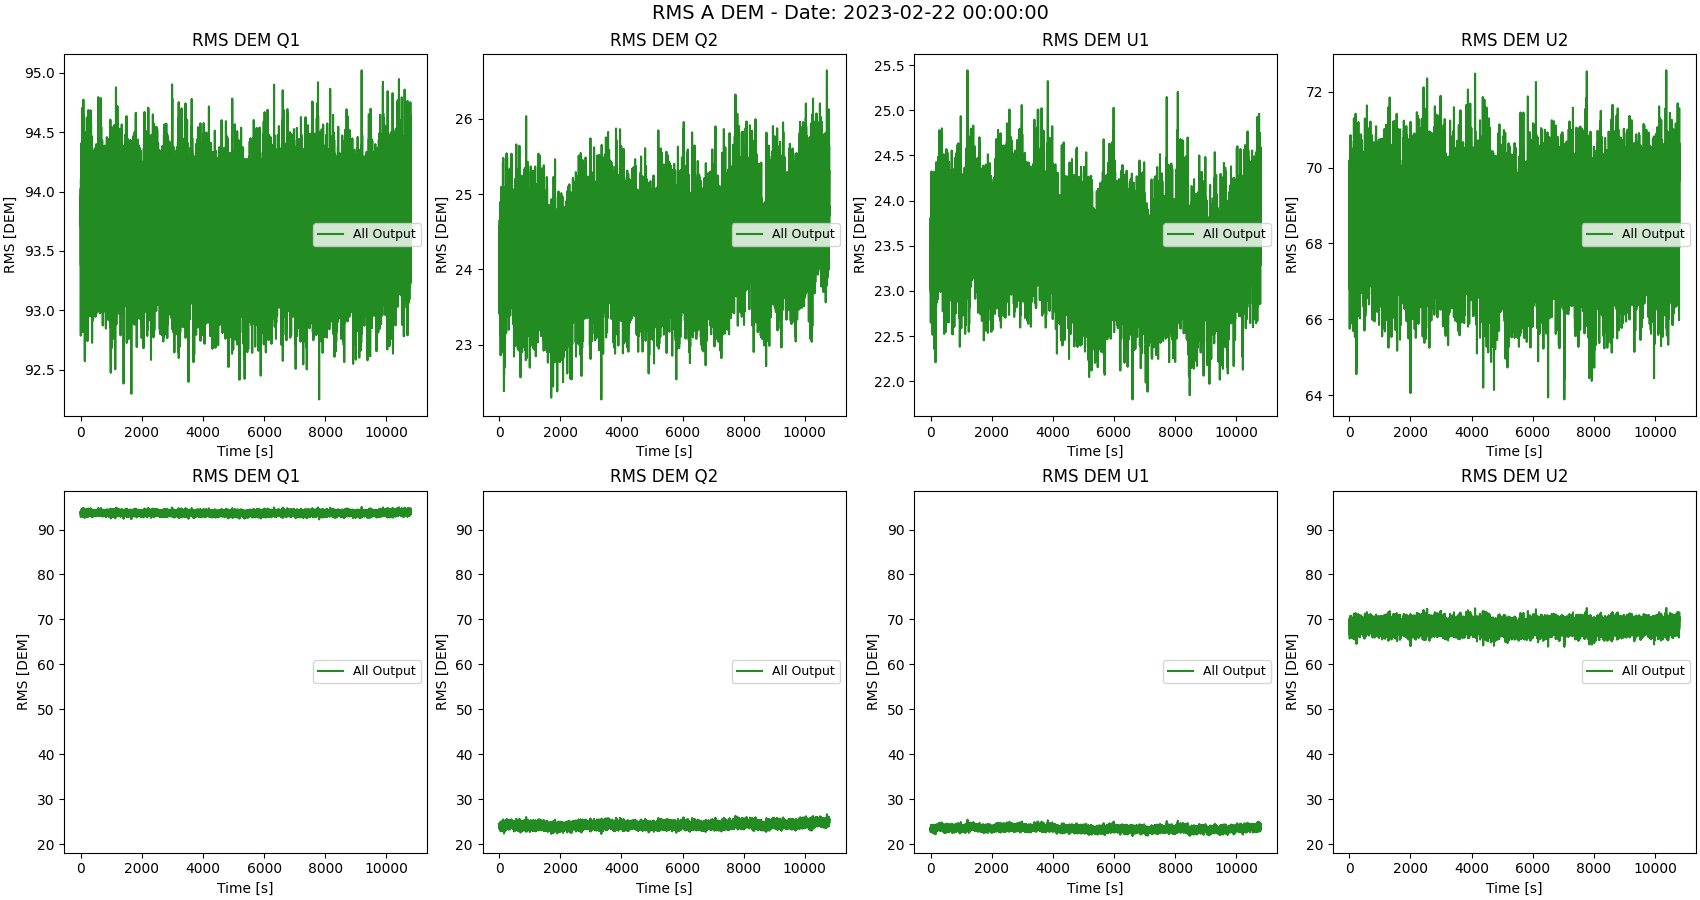 RMS A DEM - Date: 2023-02-22 00:00:00
RMS DEM Q1
RMS [DEM]
95.0
94.5
94.0
93.5
93.0
92.5
All Output
0 2000 4000 6000 8000 10000
Time [s]
RMS DEM Q2
RMS [DEM]
26
25
24
23
All Output
0 2000 4000 6000 8000 10000
Time [s]
RMS DEM U1
RMS [DEM]
25.5
25.0
24.5
24.0
23.5
23.0
22.5
22.0
All Output
0 2000 4000 6000 8000 10000
Time [s]
RMS DEM U2
RMS [DEM]
72
70
68
66
64
All Output
0 2000 4000 6000 8000 10000
Time [s]
RMS DEM Q1
RMS [DEM]
90
80
70
60
50
40
30
20
All Output
0 2000 4000 6000 8000 10000
Time [s]
RMS DEM Q2
RMS [DEM]
90
80
70
60
50
40
30
20
All Output
0 2000 4000 6000 8000 10000
Time [s]
RMS DEM U1
RMS [DEM]
90
80
70
60
50
40
30
20
All Output
0 2000 4000 6000 8000 10000
Time [s]
RMS DEM U2
RMS [DEM]
90
80
70
60
50
40
30
20
All Output
0 2000 4000 6000 8000 10000
Time [s]